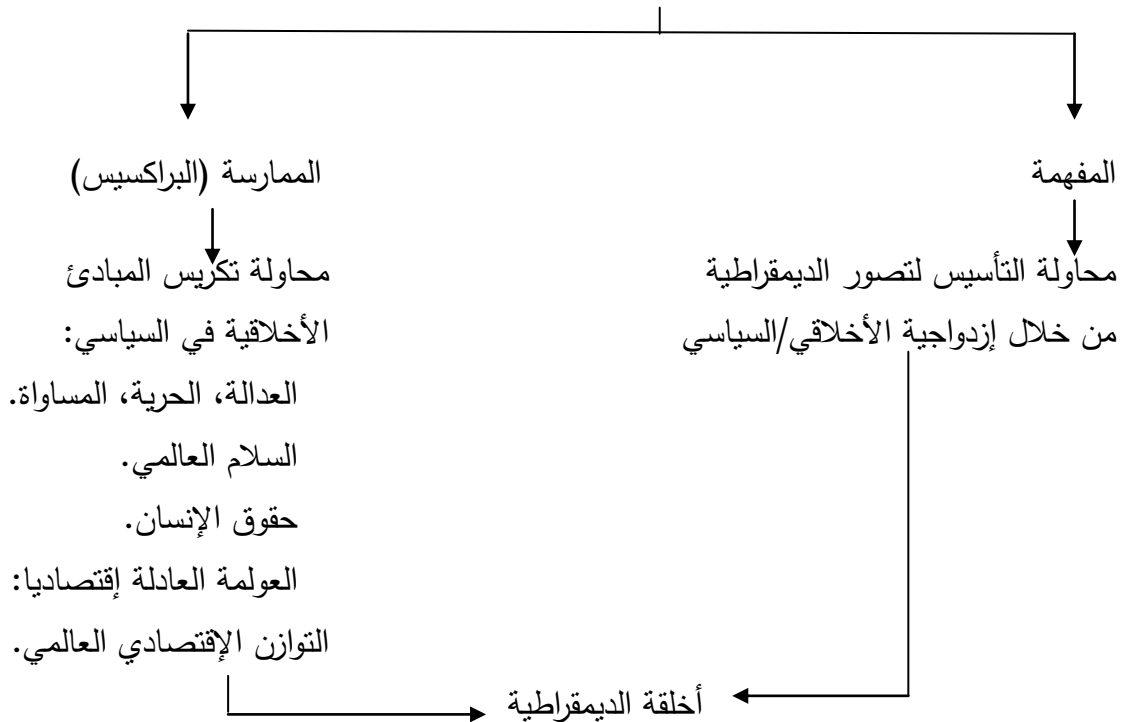 المفهمة
محاولة التأسيس لتصور الديمقراطية
من خلال إزدواجية الأخلاقي/السياسي
الممارسة (البراكسيس)
محاولة تكريس المبادئ
الأخلاقية في السياسي:
العدالة، الحرية، المساواة.
السلام العالمي.
حقوق الإنسان.
العولمة العادلة إقتصاديا:
التوازن الإقتصادي العالمي.
أخلقة الديمقراطية